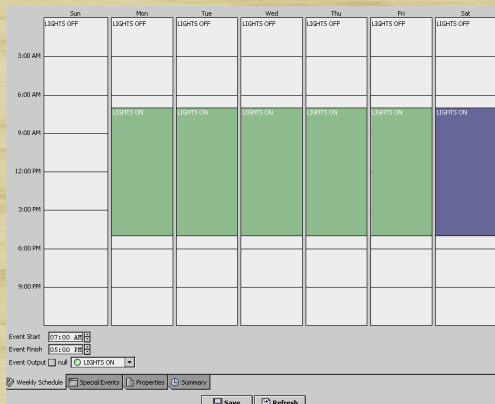 Sun Mon Tue Wed Thu Fri Sat
LIGHTS OFF LIGHTS OFF LIGHTS OFF LIGHTS OFF LIGHTS OFF LIGHTS OFF LIGHTS OFF
3:00 AM
6:00 AM
LIGHTS ON LIGHTS ON LIGHTS ON LIGHTS ON LIGHTS ON LIGHTS ON
9:00 AM
12:00 PM
3:00 PM
6:00 PM
9:00 PM
Event Start 07:00 AM
Event Finish 05:00 PM
Event Output null LIGHTS ON
Weekly Schedule Special Events Properties Summary
Save Refresh